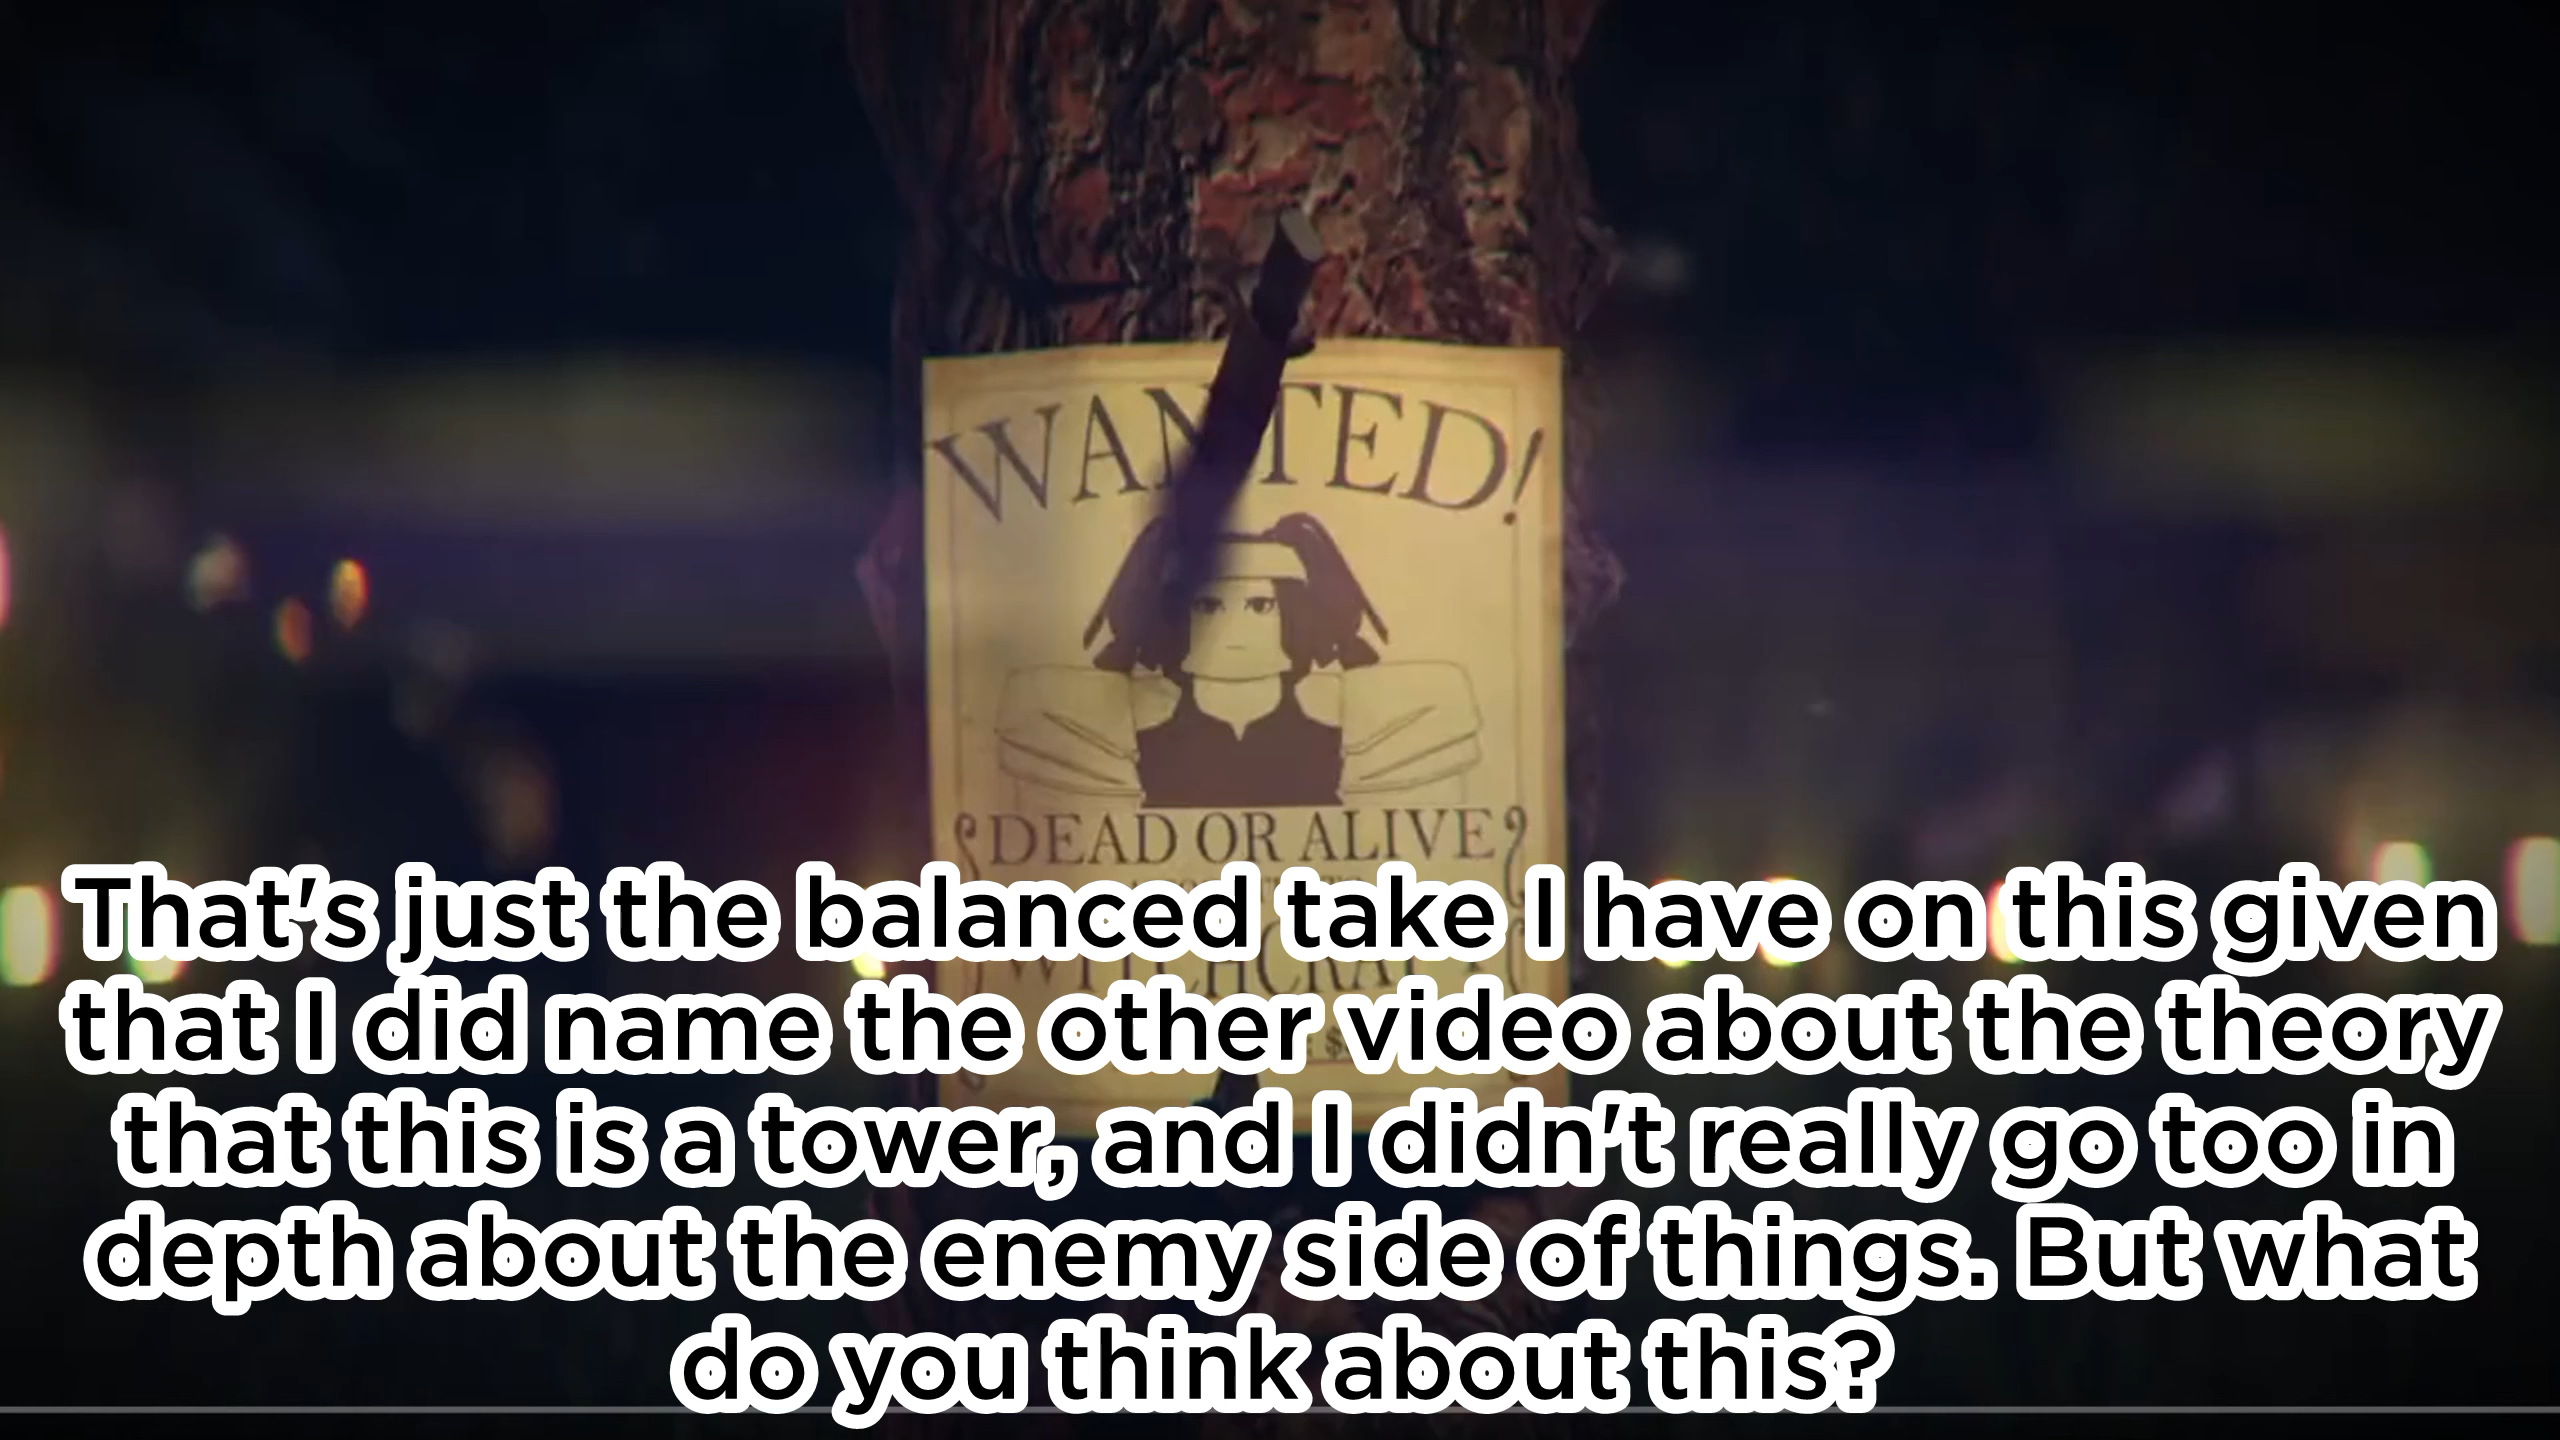 WANTED!
DEAD OR ALIVE
WITCHCRAFT
That's just the balanced take I have on this given
that I did name the other video about the theory
that this is a tower, and I didn't really go too in
depth about the enemy side of things. But what
do you think about this?